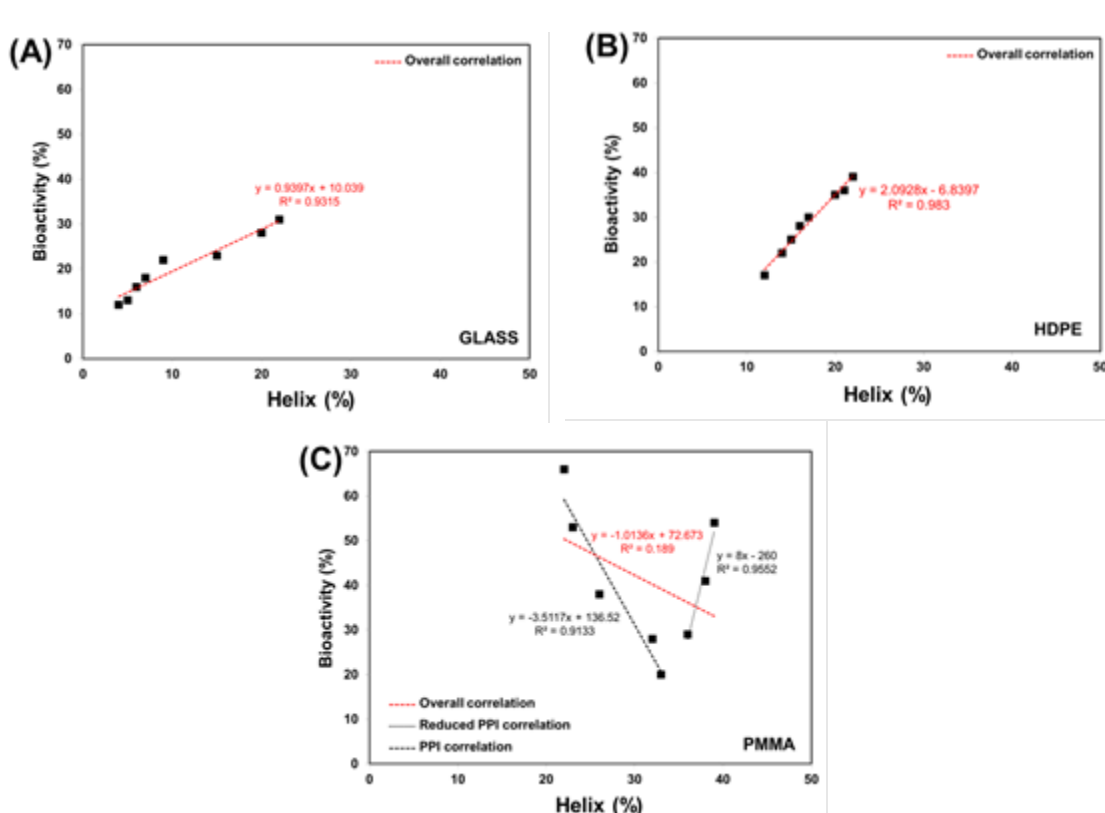 (A)
70
60
50
40
30
20
10
0
Bioactivity (%)
Overall correlation
y = 0.9397x + 10.039
R² = 0.9315
GLASS
0 10 20 30 40 50
Helix (%)
(B)
70
60
50
40
30
20
10
0
Bioactivity (%)
Overall correlation
y = 2.0928x - 6.8397
R² = 0.983
HDPE
0 10 20 30 40 50
Helix (%)
(C)
70
60
50
40
30
20
10
0
Bioactivity (%)
y = -1.0136x + 72.673
R² = 0.189
y = 8x - 260
R² = 0.9552
y = -3.5117x + 136.52
R² = 0.9133
Overall correlation
Reduced PPI correlation
PPI correlation
PMMA
0 10 20 30 40 50
Helix (%)